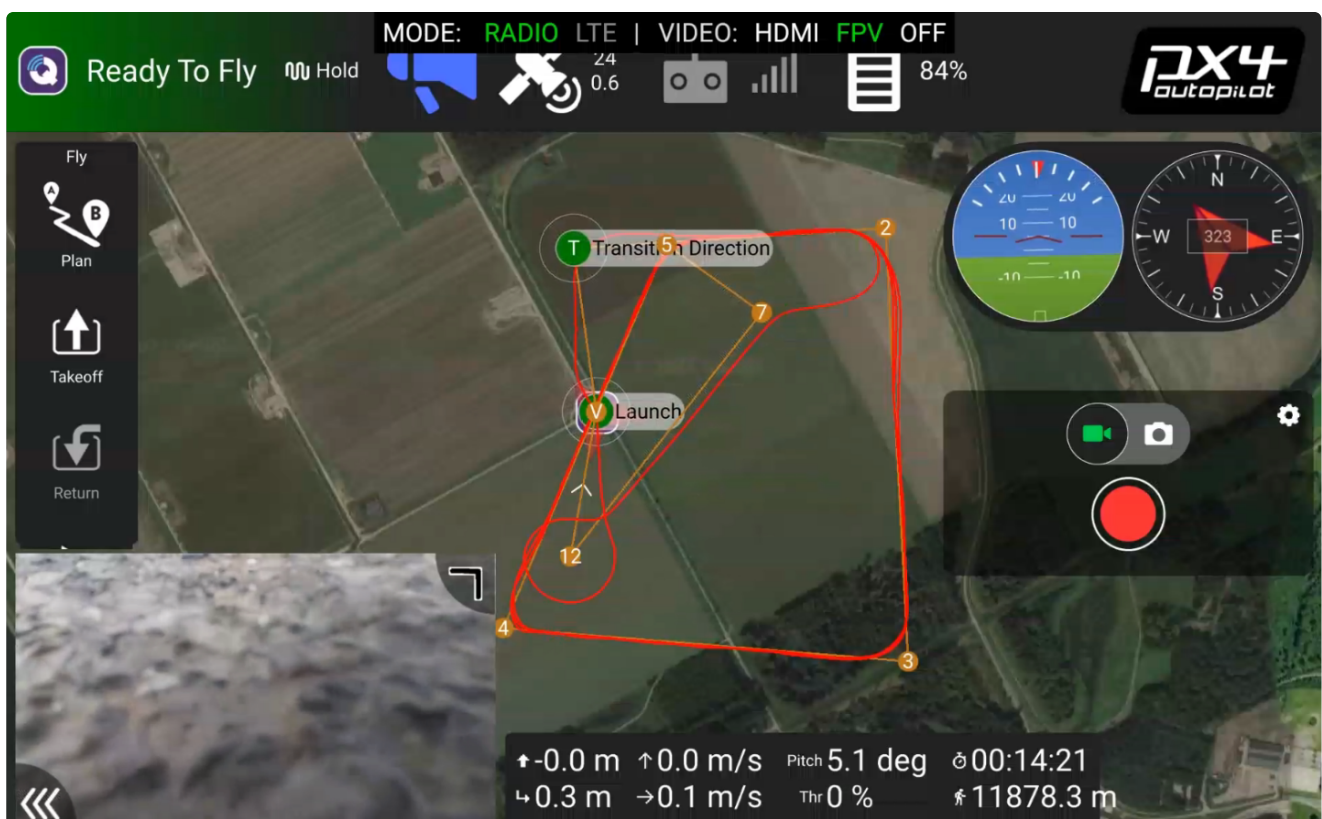 MODE: RADIO LTE | VIDEO: HDMI FPV OFF
Ready To Fly
Hold
24
0.6
84%
PX4
autopilot
Fly
A
B
Plan
Takeoff
Return
T Transition Direction
5
2
7
V Launch
12
4
3
20 20
10 10
-10 -10
N
W 323 E
S
-0.0 m 0.0 m/s Pitch 5.1 deg 00:14:21
0.3 m 0.1 m/s Thr 0 % 11878.3 m